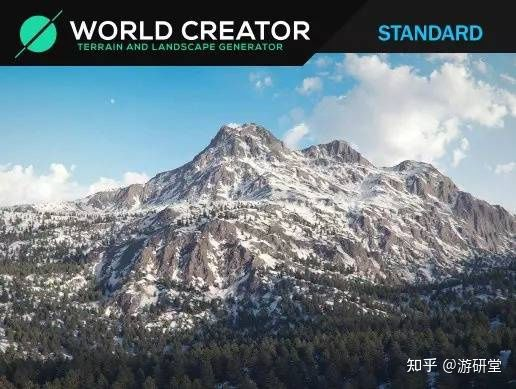 WORLD CREATOR
STANDARD
TERRAIN AND LANDSCAPE GENERATOR
知乎 @游研堂